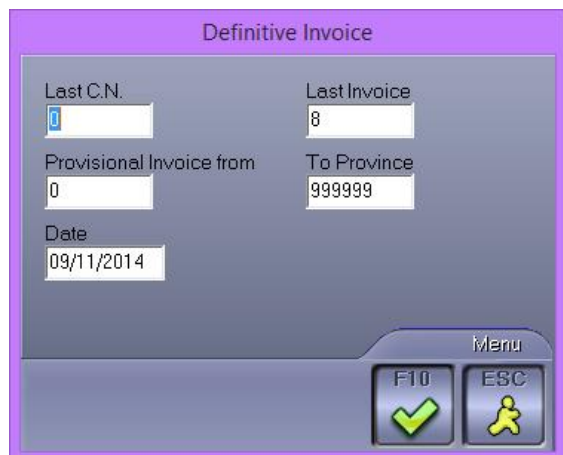 Definitive Invoice
Last C.N. Last Invoice
0 8
Provisional Invoice from To Province
0 999999
Date
09/11/2014
Menu
F10 ESC